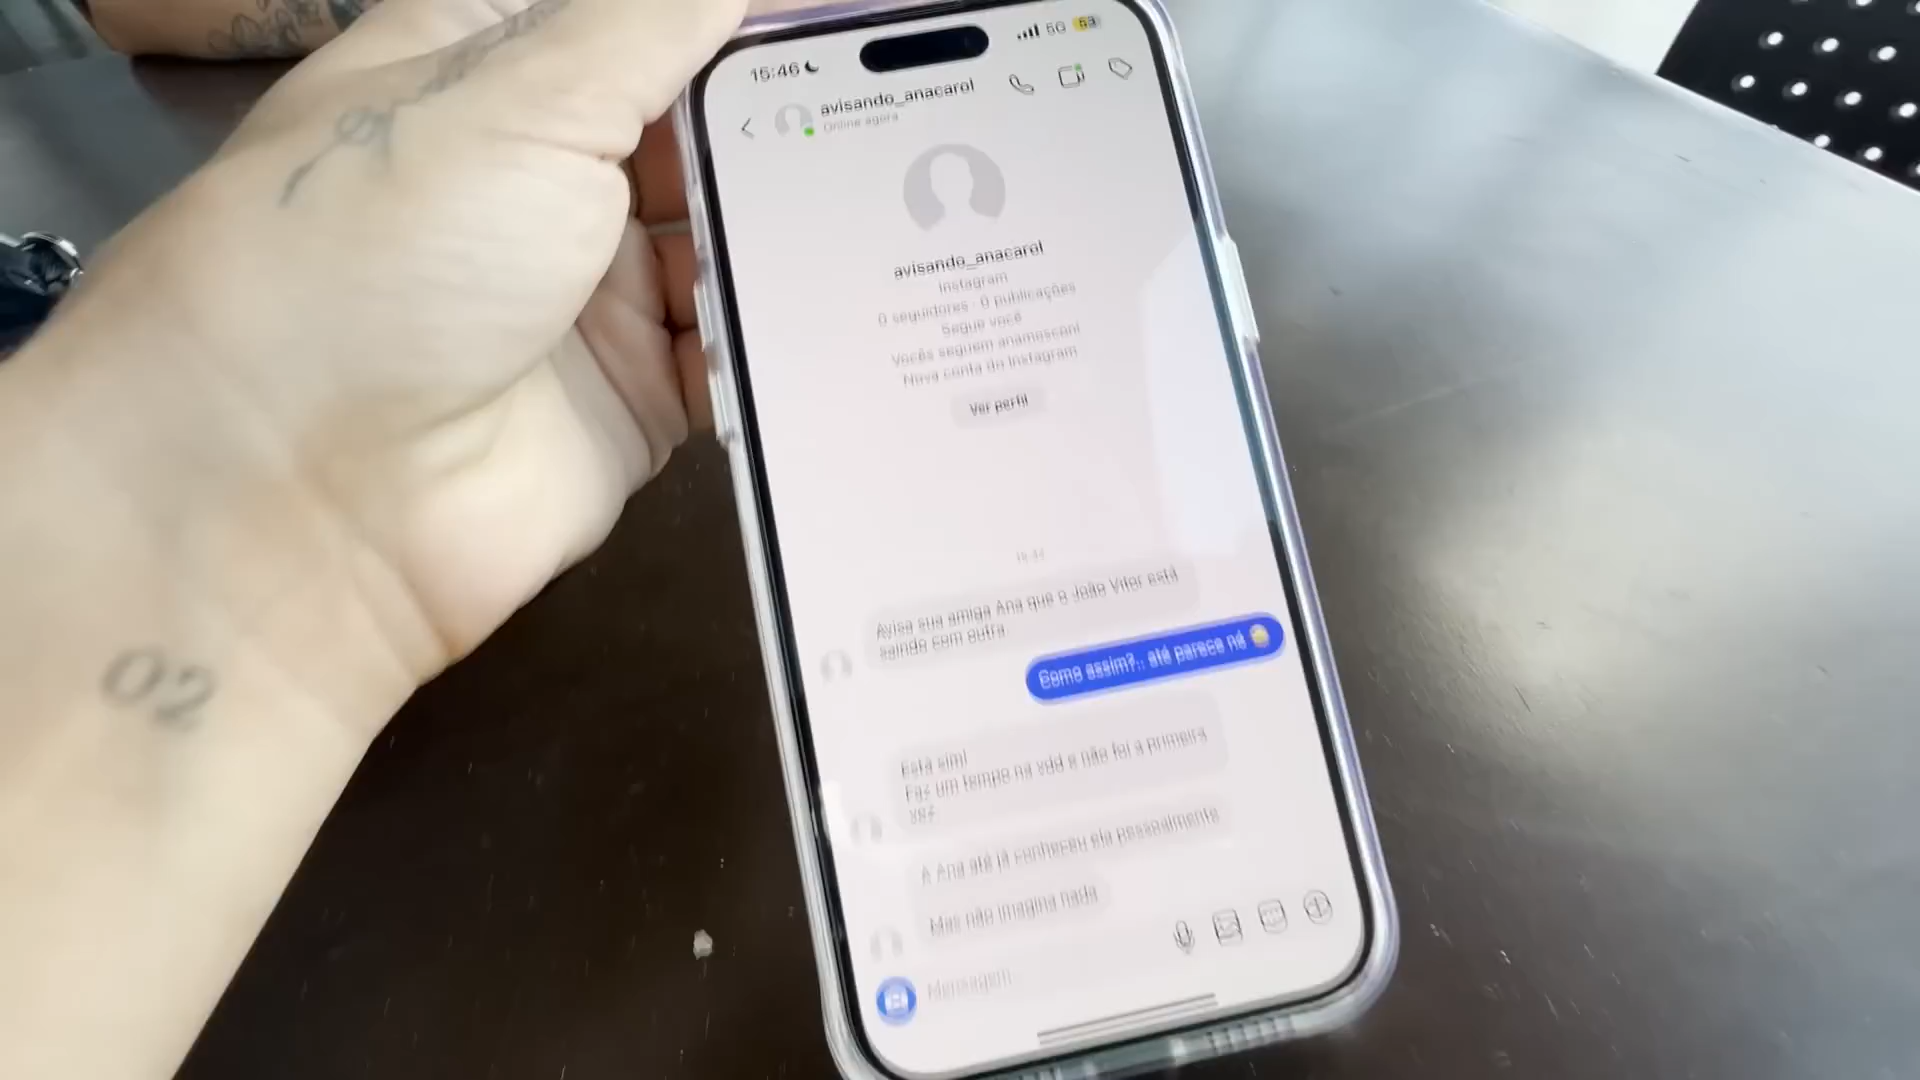 15:46
5G 53
avisando_anacarol
Online agora
avisando_anacarol
Instagram
0 seguidores · 0 publicações
Segue você
Vocês seguem anamosconi
Nova conta do Instagram
Ver perfil
Avisa sua amiga Ana que o João Vitor está
saindo com outra
Como assim?.. até parece né
Está sim!
Faz um tempo na vdd e não foi a primeira
vez
A Ana até já conheceu ela pessoalmente
Mas não imagina nada
Mensagem
02